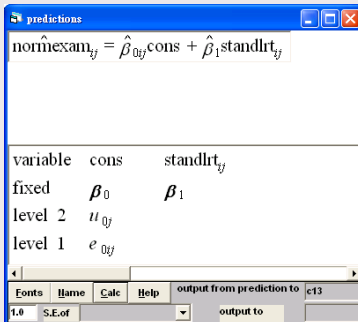 predictions
normêxam_ij = β̂_0ij cons + β̂_1 standlrt_ij
variable cons standlrt_ij
fixed β_0 β_1
level 2 u_0j
level 1 e_0ij
Fonts Name Calc Help output from prediction to c13
1.0 S.E.of output to